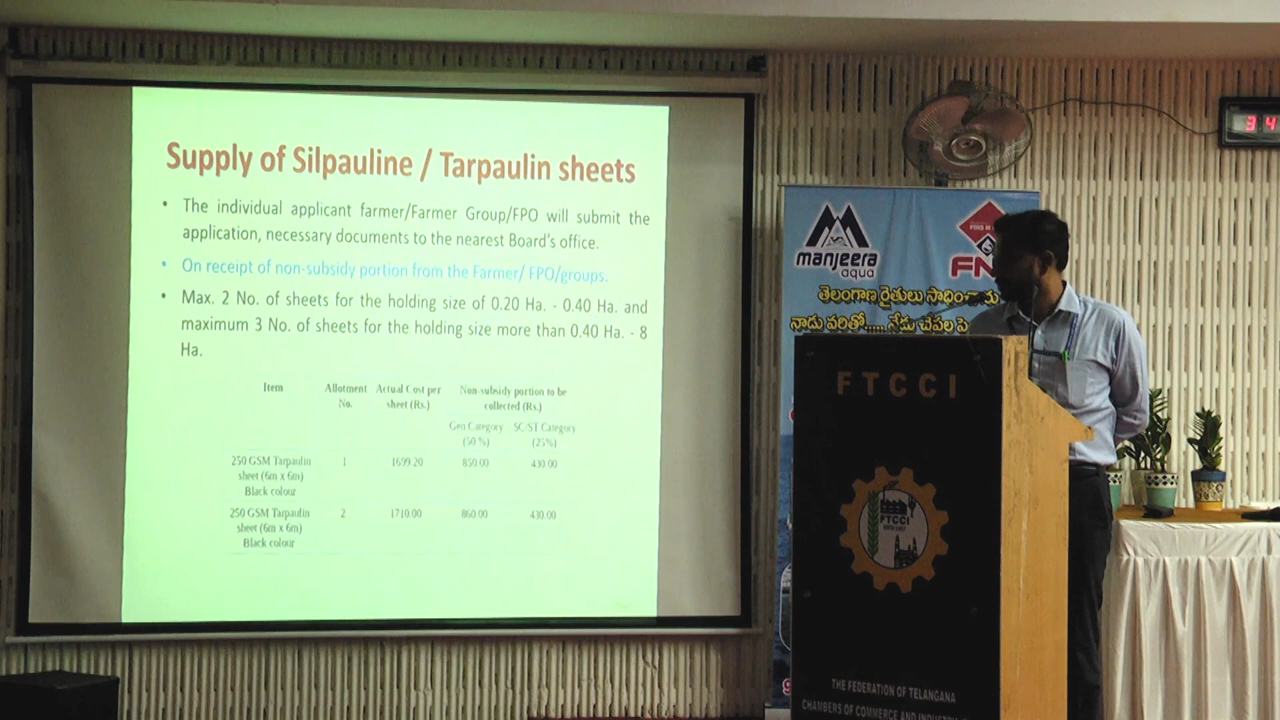 Supply of Silpauline / Tarpaulin sheets
• The individual applicant farmer/Farmer Group/FPO will submit the
application, necessary documents to the nearest Board's office.
• On receipt of non-subsidy portion from the Farmer/ FPO/groups.
• Max. 2 No. of sheets for the holding size of 0.20 Ha. - 0.40 Ha. and
maximum 3 No. of sheets for the holding size more than 0.40 Ha. - 8
Ha.
Item Allotment Actual Cost per Non-subsidy portion to be
No. sheet (Rs.) collected (Rs.)
Gen Category SC/ST Category
(50 %) (25%)
250 GSM Tarpaulin 1 1699.20 850.00 430.00
sheet (6m x 6m)
Black colour
250 GSM Tarpaulin 2 1710.00 860.00 430.00
sheet (6m x 6m)
Black colour
34
manjeera
aqua
తెలంగాణ రైతులు
నాడు వరితో..... నేడు చేపల
FTCCI
FTCCI
THE FEDERATION OF TELANGANA
CHAMBERS OF COMMERCE AND